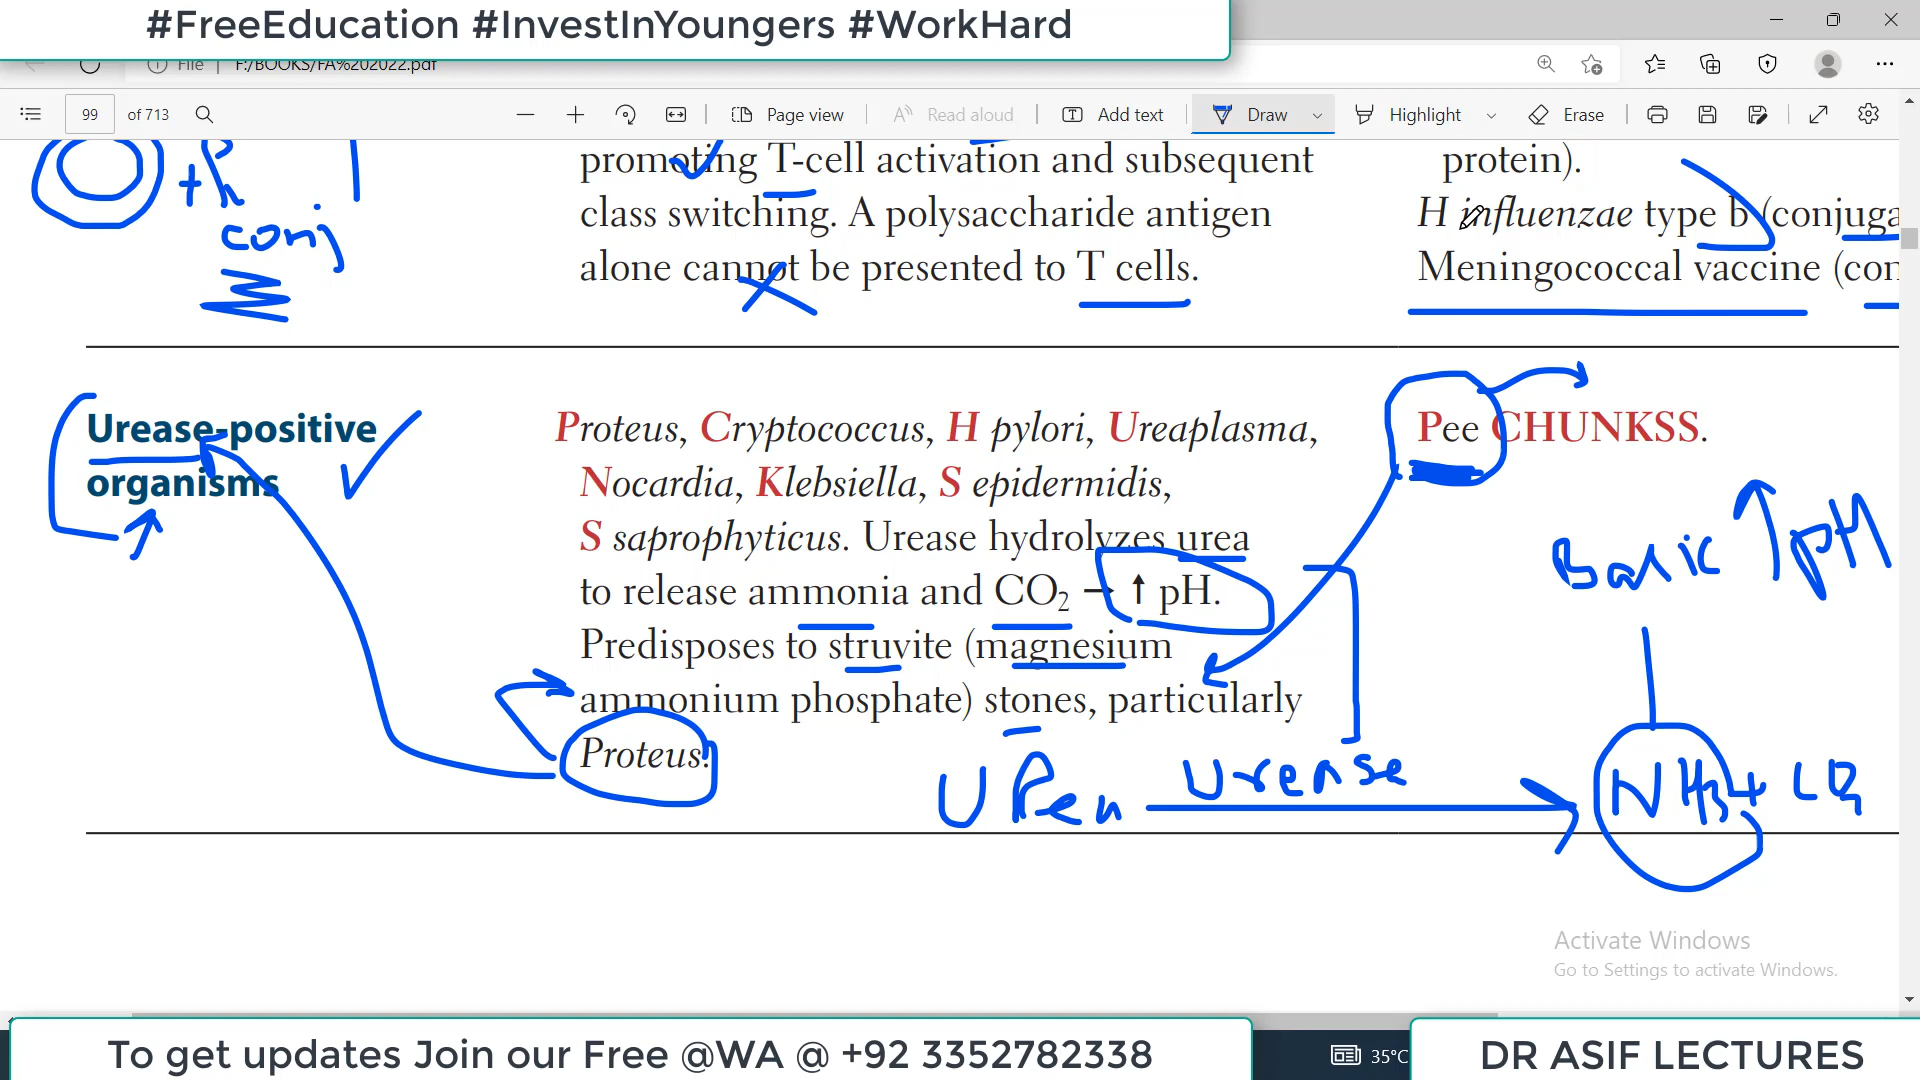 #FreeEducation #InvestInYoungers #WorkHard
File | F:/BOOKS/FA%202022.pdf
99 of 713 Page view Read aloud Add text Draw Highlight Erase
+
conj
promoting T-cell activation and subsequent
class switching. A polysaccharide antigen
alone cannot be presented to T cells.
protein).
H influenzae type b (conjuga
Meningococcal vaccine (con
Urease-positive
organisms
Proteus, Cryptococcus, H pylori, Ureaplasma,
Nocardia, Klebsiella, S epidermidis,
S saprophyticus. Urease hydrolyzes urea
to release ammonia and CO₂ → ↑ pH.
Predisposes to struvite (magnesium
ammonium phosphate) stones, particularly
Proteus.
Pee CHUNKSS.
Basic ↑ pH
Urease
NH3 +
Activate Windows
Go to Settings to activate Windows.
To get updates Join our Free @WA @ +92 3352782338
35°C
DR ASIF LECTURES